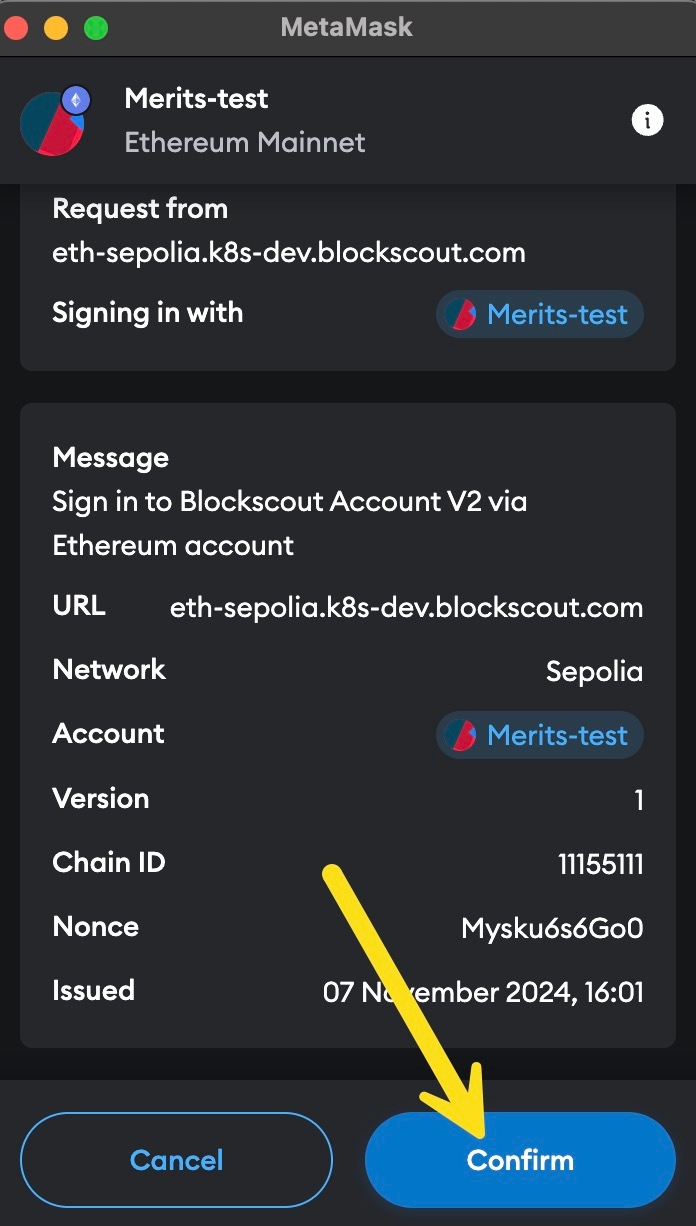 MetaMask
Merits-test
Ethereum Mainnet
Request from
eth-sepolia.k8s-dev.blockscout.com
Signing in with Merits-test
Message
Sign in to Blockscout Account V2 via
Ethereum account
URL eth-sepolia.k8s-dev.blockscout.com
Network Sepolia
Account Merits-test
Version 1
Chain ID 11155111
Nonce Mysku6s6Go0
Issued 07 November 2024, 16:01
Cancel Confirm